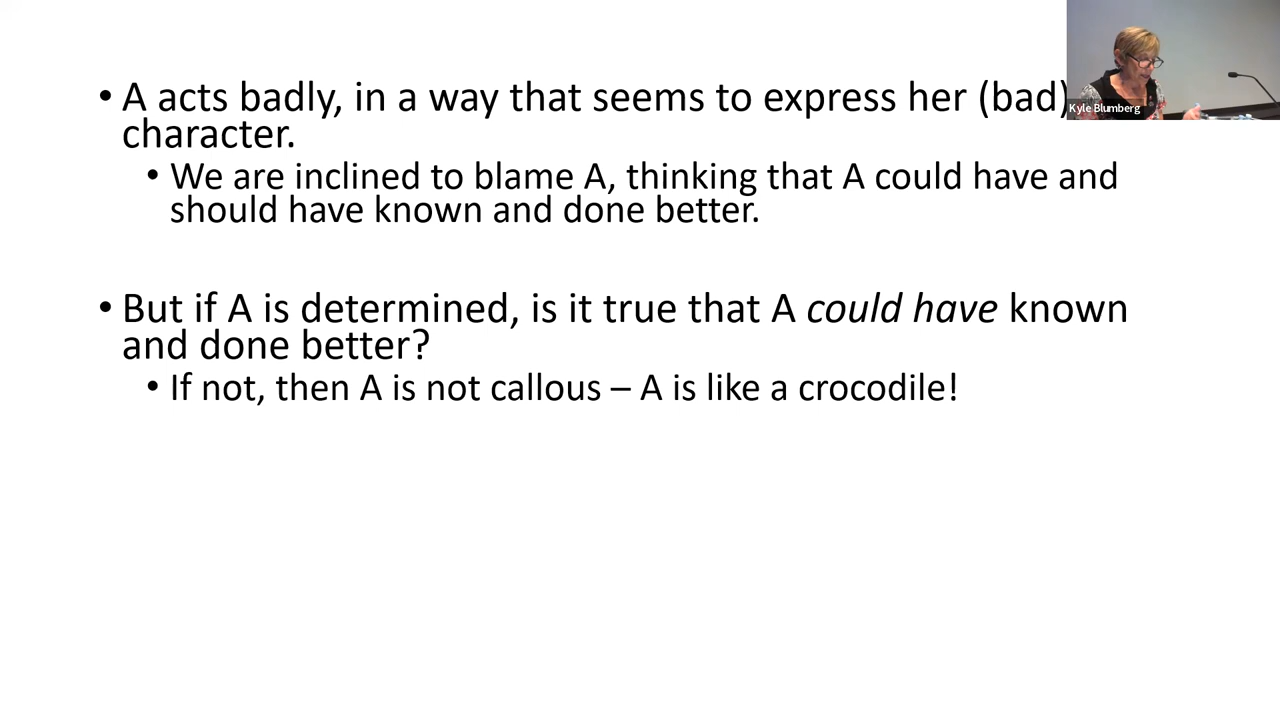 • A acts badly, in a way that seems to express her (bad)
character.
• We are inclined to blame A, thinking that A could have and
should have known and done better.
• But if A is determined, is it true that A could have known
and done better?
• If not, then A is not callous – A is like a crocodile!
Kyle Blumberg